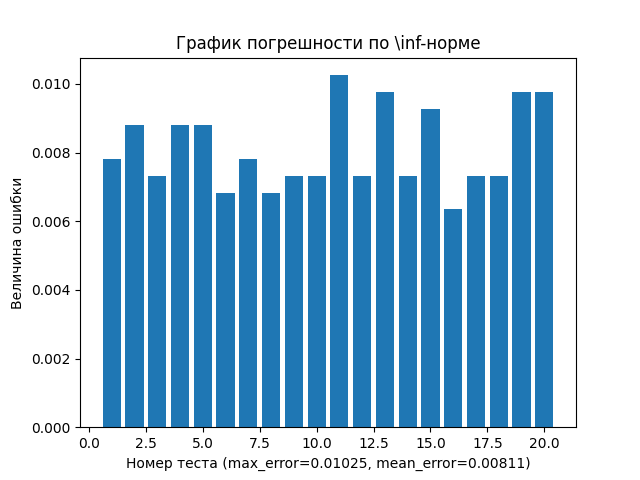 График погрешности по \inf-норме
Величина ошибки
0.010
0.008
0.006
0.004
0.002
0.000
0.0 2.5 5.0 7.5 10.0 12.5 15.0 17.5 20.0
Номер теста (max_error=0.01025, mean_error=0.00811)